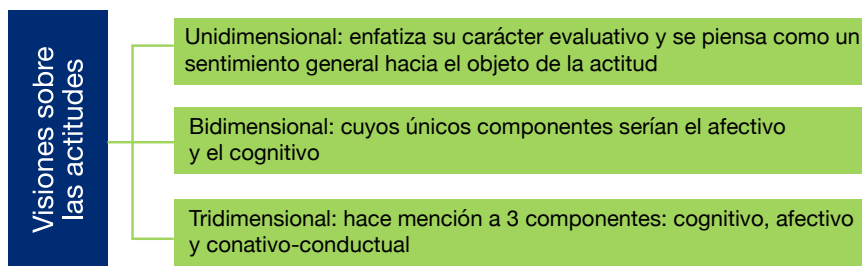 Visiones sobre
las actitudes
Unidimensional: enfatiza su carácter evaluativo y se piensa como un
sentimiento general hacia el objeto de la actitud
Bidimensional: cuyos únicos componentes serían el afectivo
y el cognitivo
Tridimensional: hace mención a 3 componentes: cognitivo, afectivo
y conativo-conductual